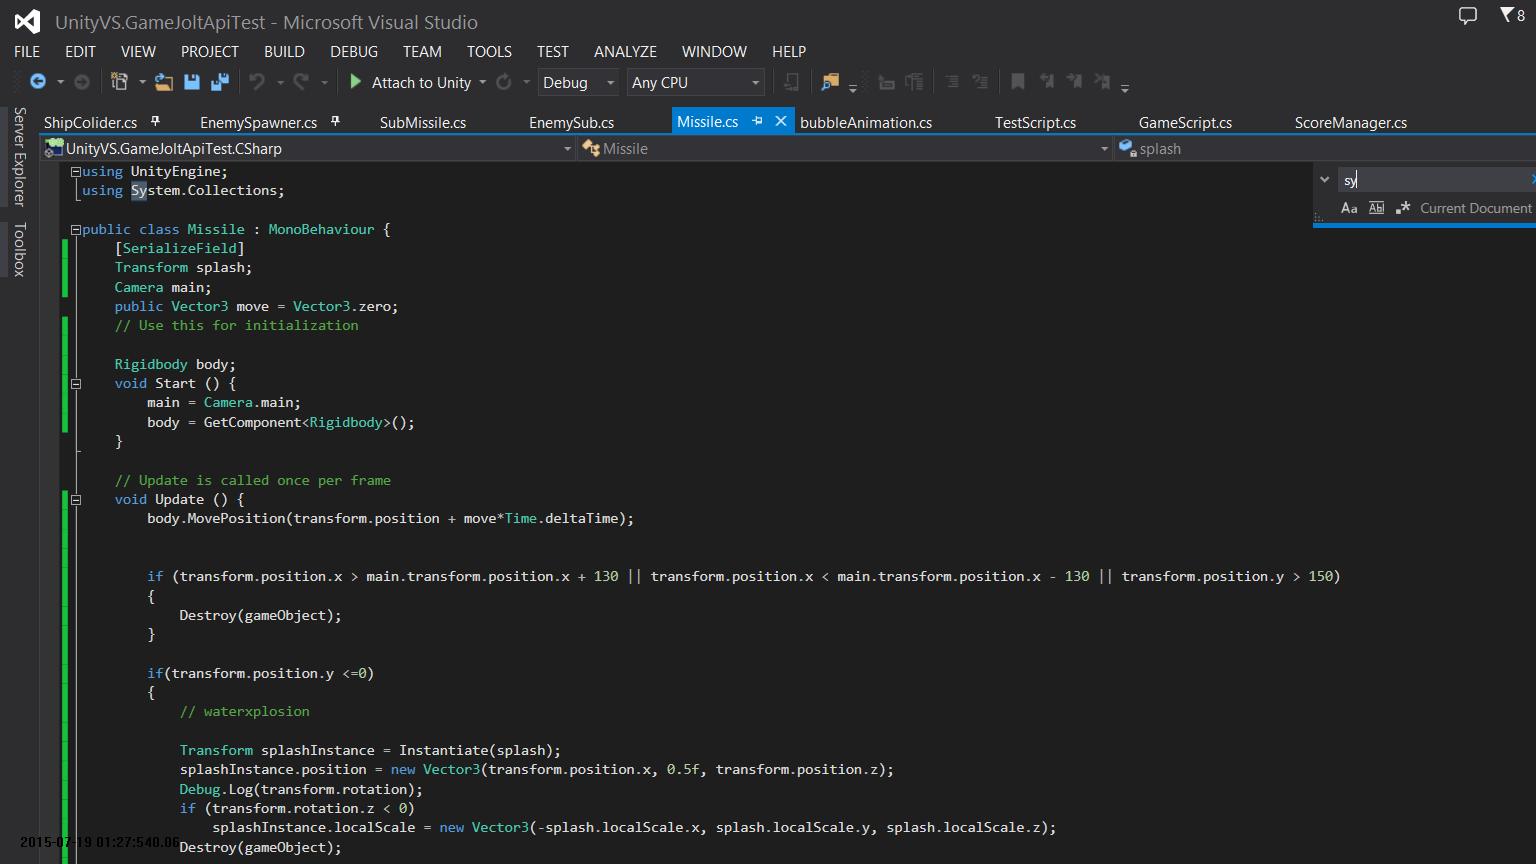 UnityVS.GameJoltApiTest - Microsoft Visual Studio
8
FILE EDIT VIEW PROJECT BUILD DEBUG TEAM TOOLS TEST ANALYZE WINDOW HELP
Attach to Unity Debug Any CPU
ShipColider.cs EnemySpawner.cs SubMissile.cs EnemySub.cs Missile.cs bubbleAnimation.cs TestScript.cs GameScript.cs ScoreManager.cs
Server Explorer
Toolbox
UnityVS.GameJoltApiTest.CSharp Missile splash
sy
Aa Abl .* Current Document
using UnityEngine;
using System.Collections;
public class Missile : MonoBehaviour {
[SerializeField]
Transform splash;
Camera main;
public Vector3 move = Vector3.zero;
// Use this for initialization
Rigidbody body;
void Start () {
main = Camera.main;
body = GetComponent<Rigidbody>();
}
// Update is called once per frame
void Update () {
body.MovePosition(transform.position + move*Time.deltaTime);
if (transform.position.x > main.transform.position.x + 130 || transform.position.x < main.transform.position.x - 130 || transform.position.y > 150)
{
Destroy(gameObject);
}
if(transform.position.y <=0)
{
// waterxplosion
Transform splashInstance = Instantiate(splash);
splashInstance.position = new Vector3(transform.position.x, 0.5f, transform.position.z);
Debug.Log(transform.rotation);
if (transform.rotation.z < 0)
splashInstance.localScale = new Vector3(-splash.localScale.x, splash.localScale.y, splash.localScale.z);
Destroy(gameObject);
2015-07-19 01:27:540.06